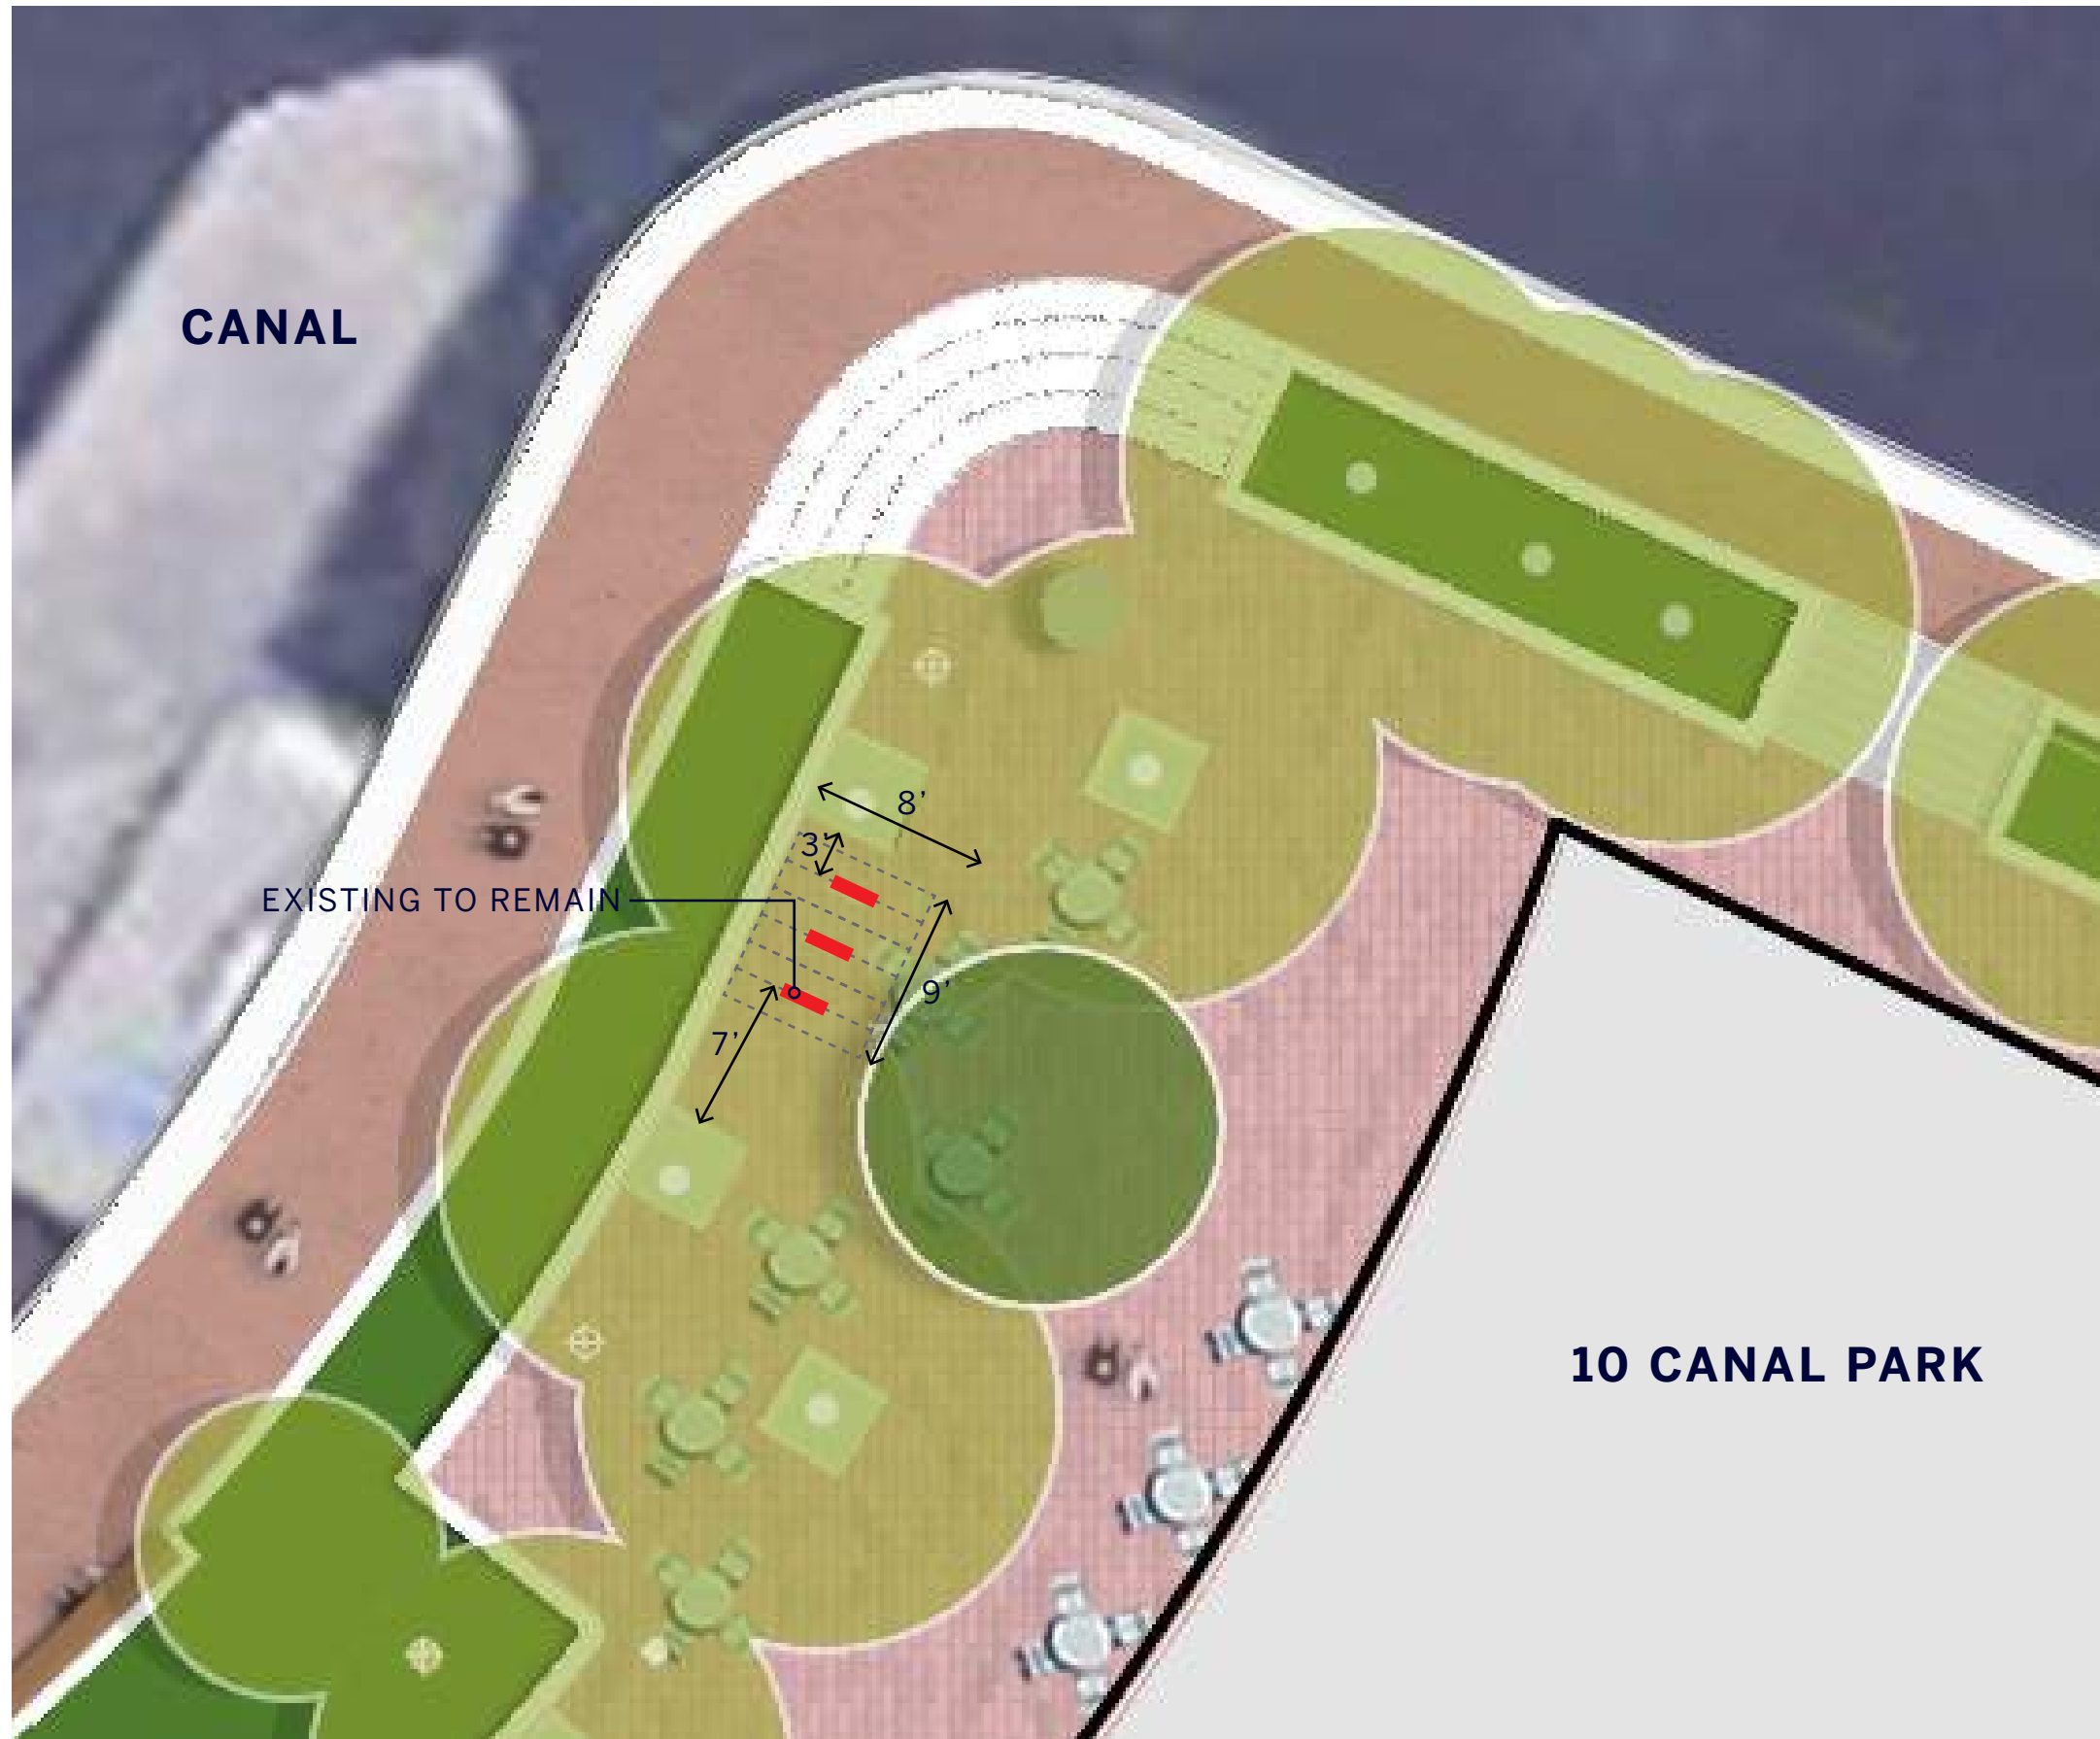 CANAL
8’
3’
EXISTING TO REMAIN
9’
7’
10 CANAL PARK